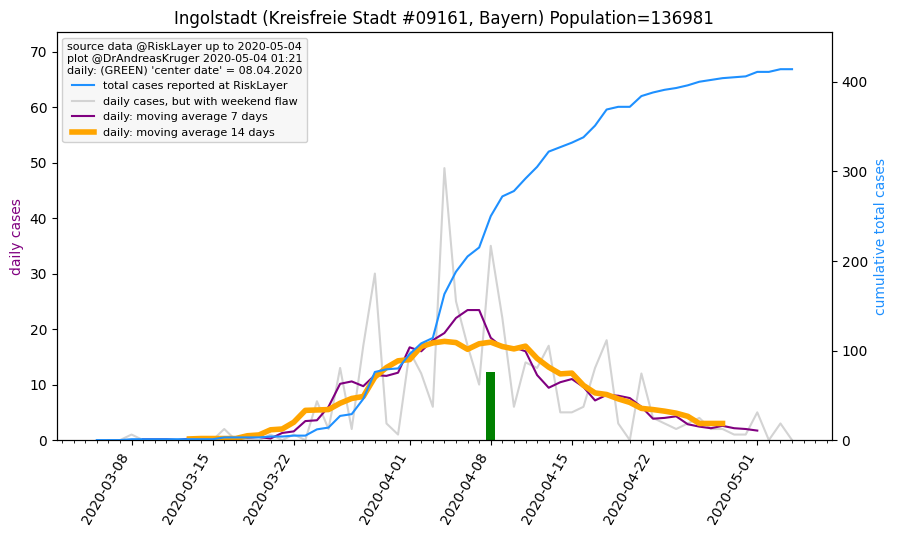 Ingolstadt (Kreisfreie Stadt #09161, Bayern) Population=136981
source data @RiskLayer up to 2020-05-04
plot @DrAndreasKruger 2020-05-04 01:21
daily: (GREEN) 'center date' = 08.04.2020
total cases reported at RiskLayer
daily cases, but with weekend flaw
daily: moving average 7 days
daily: moving average 14 days
daily cases
70
60
50
40
30
20
10
0
cumulative total cases
400
300
200
100
0
2020-03-08
2020-03-15
2020-03-22
2020-04-01
2020-04-08
2020-04-15
2020-04-22
2020-05-01